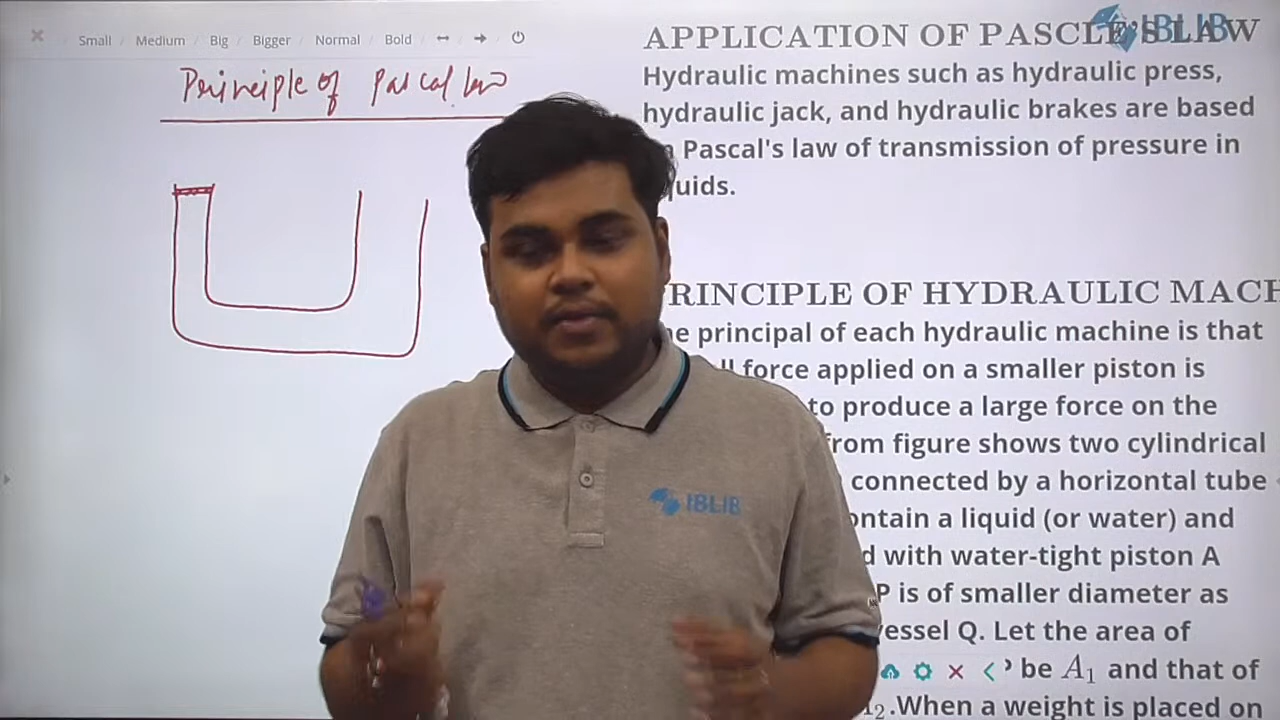 Small / Medium / Big / Bigger / Normal / Bold
Principle of Pascal law
APPLICATION OF PASCLE'S LAW
IBLIB
Hydraulic machines such as hydraulic press,
hydraulic jack, and hydraulic brakes are based
Pascal's law of transmission of pressure in
quids.
RINCIPLE OF HYDRAULIC MACH
e principal of each hydraulic machine is that
ll force applied on a smaller piston is
to produce a large force on the
from figure shows two cylindrical
connected by a horizontal tube
ontain a liquid (or water) and
d with water-tight piston A
P is of smaller diameter as
vessel Q. Let the area of
be A₁ and that of
₂.When a weight is placed on
IBLIB